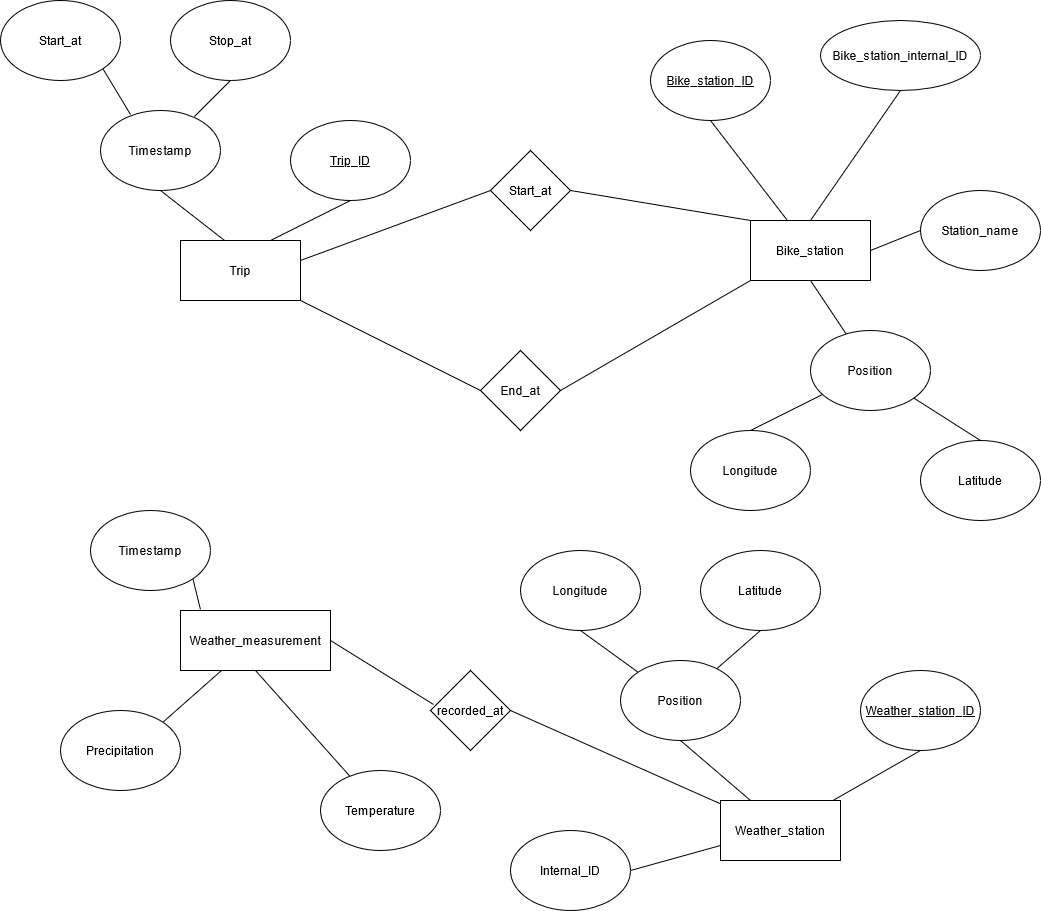 Start_at
Stop_at
Timestamp
Trip_ID
Trip
Start_at
End_at
Bike_station_ID
Bike_station_internal_ID
Station_name
Bike_station
Position
Longitude
Latitude
Timestamp
Weather_measurement
Precipitation
Temperature
recorded_at
Longitude
Latitude
Position
Weather_station_ID
Weather_station
Internal_ID